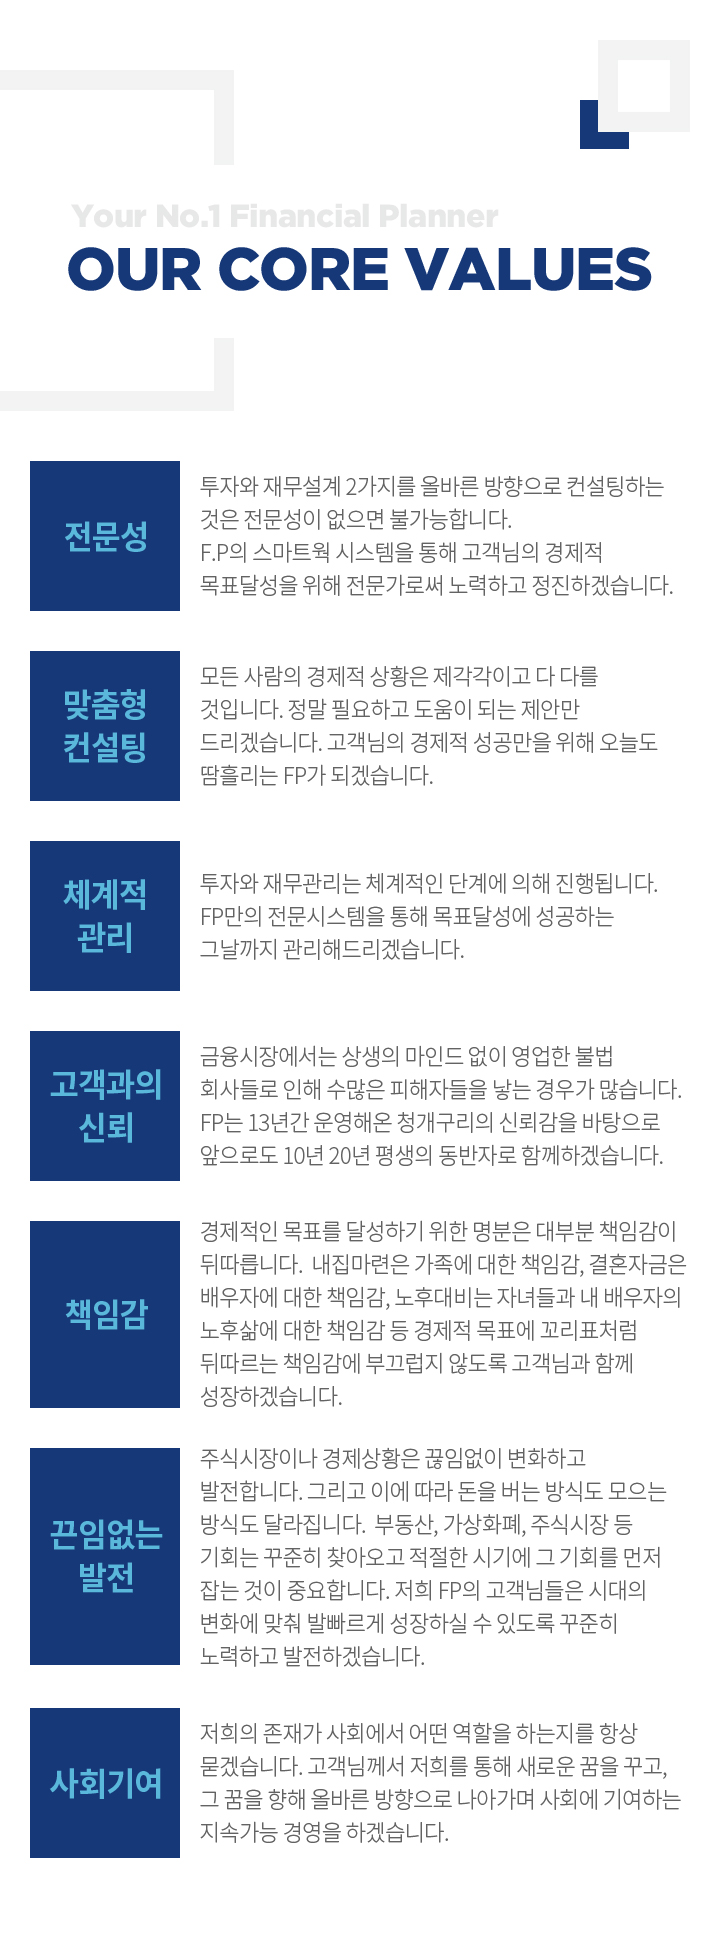 Your No.1 Financial Planner
OUR CORE VALUES
전문성
투자와 재무설계 2가지를 올바른 방향으로 컨설팅하는
것은 전문성이 없으면 불가능합니다.
F.P의 스마트웍 시스템을 통해 고객님의 경제적
목표달성을 위해 전문가로써 노력하고 정진하겠습니다.
맞춤형
컨설팅
모든 사람의 경제적 상황은 제각각이고 다 다를
것입니다. 정말 필요하고 도움이 되는 제안만
드리겠습니다. 고객님의 경제적 성공만을 위해 오늘도
땀흘리는 FP가 되겠습니다.
체계적
관리
투자와 재무관리는 체계적인 단계에 의해 진행됩니다.
FP만의 전문시스템을 통해 목표달성에 성공하는
그날까지 관리해드리겠습니다.
고객과의
신뢰
금융시장에서는 상생의 마인드 없이 영업한 불법
회사들로 인해 수많은 피해자들을 낳는 경우가 많습니다.
FP는 13년간 운영해온 청개구리의 신뢰감을 바탕으로
앞으로도 10년 20년 평생의 동반자로 함께하겠습니다.
책임감
경제적인 목표를 달성하기 위한 명분은 대부분 책임감이
뒤따릅니다.  내집마련은 가족에 대한 책임감, 결혼자금은
배우자에 대한 책임감, 노후대비는 자녀들과 내 배우자의
노후삶에 대한 책임감 등 경제적 목표에 꼬리표처럼
뒤따르는 책임감에 부끄럽지 않도록 고객님과 함께
성장하겠습니다.
끈임없는
발전
주식시장이나 경제상황은 끊임없이 변화하고
발전합니다. 그리고 이에 따라 돈을 버는 방식도 모으는
방식도 달라집니다.  부동산, 가상화폐, 주식시장 등
기회는 꾸준히 찾아오고 적절한 시기에 그 기회를 먼저
잡는 것이 중요합니다. 저희 FP의 고객님들은 시대의
변화에 맞춰 발빠르게 성장하실 수 있도록 꾸준히
노력하고 발전하겠습니다.
사회기여
저희의 존재가 사회에서 어떤 역할을 하는지를 항상
묻겠습니다. 고객님께서 저희를 통해 새로운 꿈을 꾸고,
그 꿈을 향해 올바른 방향으로 나아가며 사회에 기여하는
지속가능 경영을 하겠습니다.